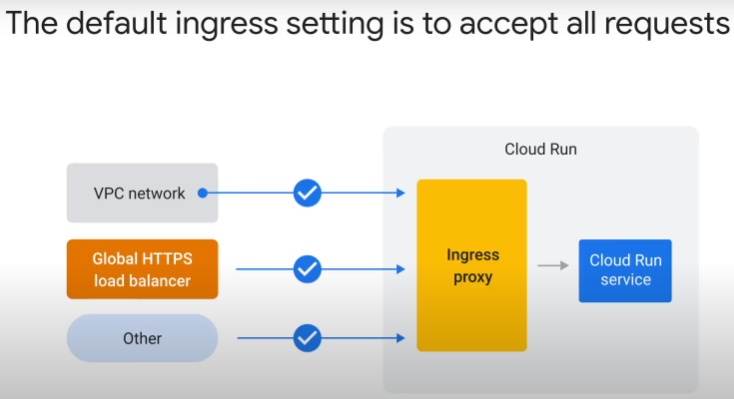 The default ingress setting is to accept all requests
Cloud Run
VPC network
Global HTTPS
load balancer
Other
Ingress
proxy
Cloud Run
service